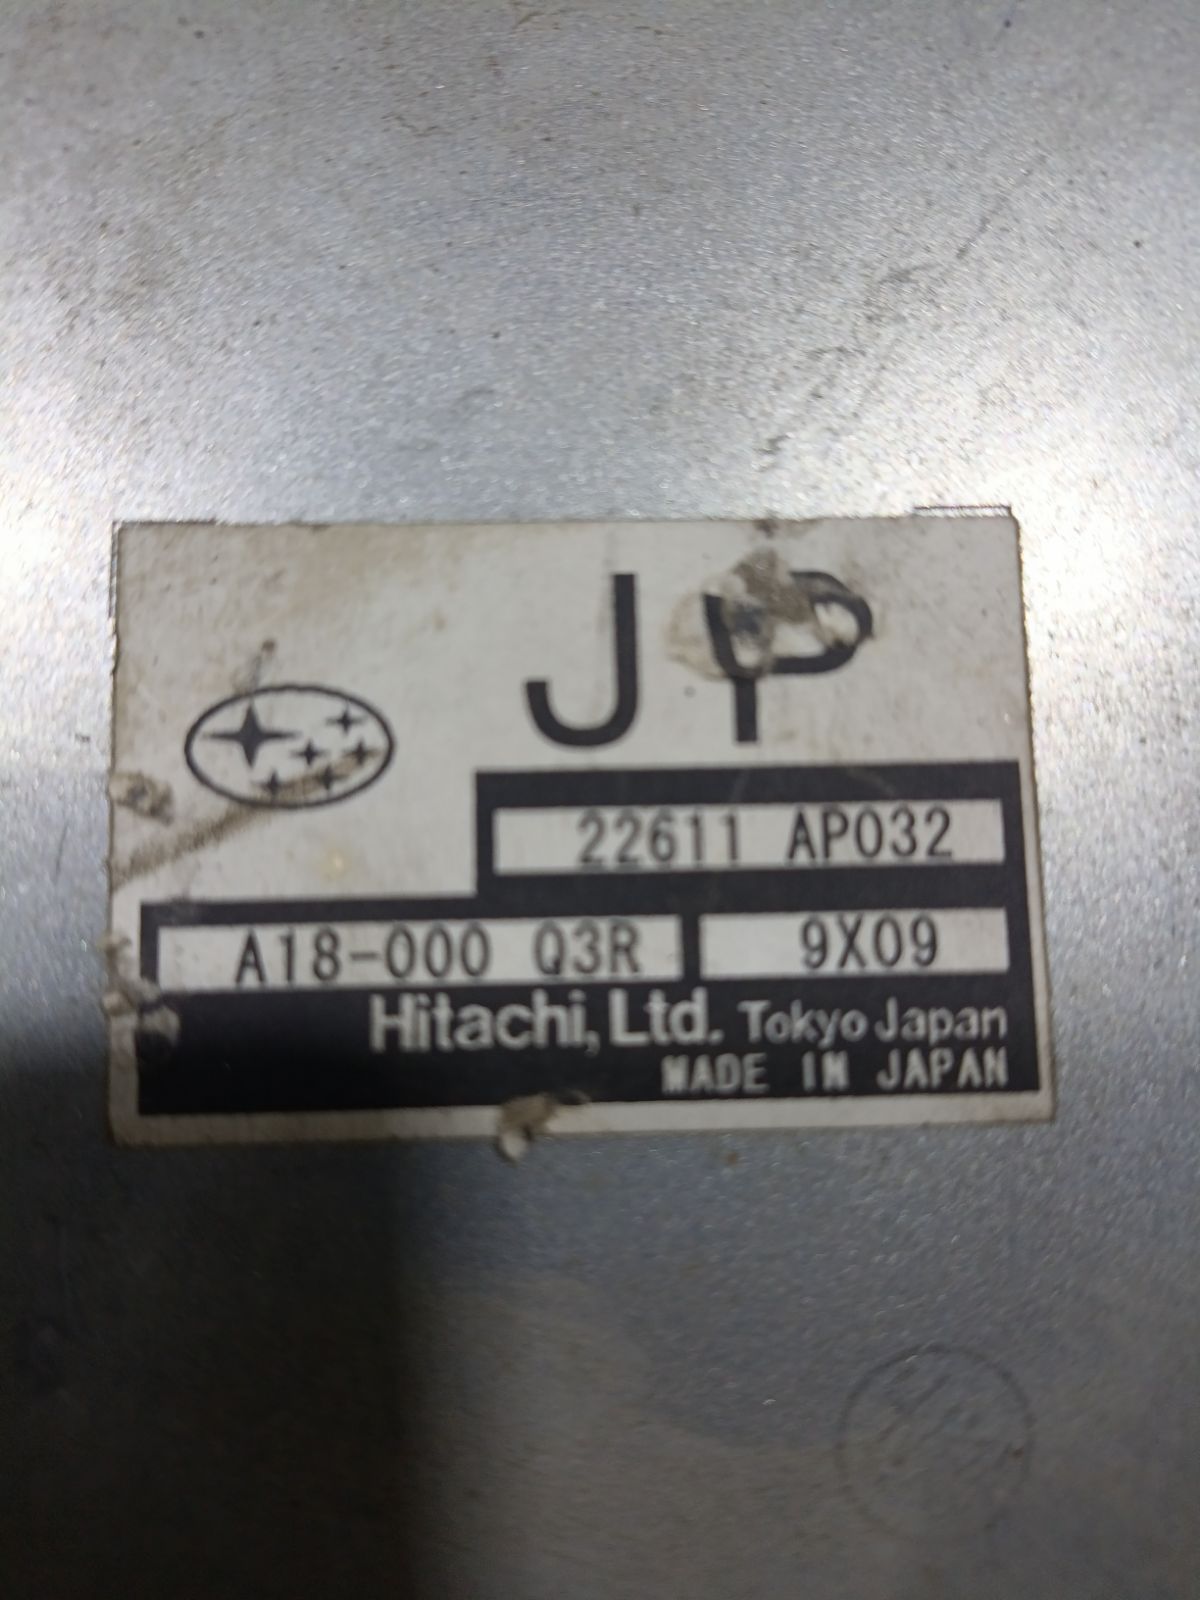 JP
22611 AP032
A18-000 Q3R 9X09
Hitachi, Ltd. Tokyo Japan
MADE IN JAPAN